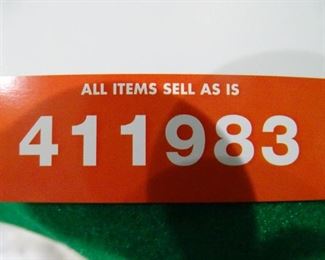 ALL ITEMS SELL AS IS
411983